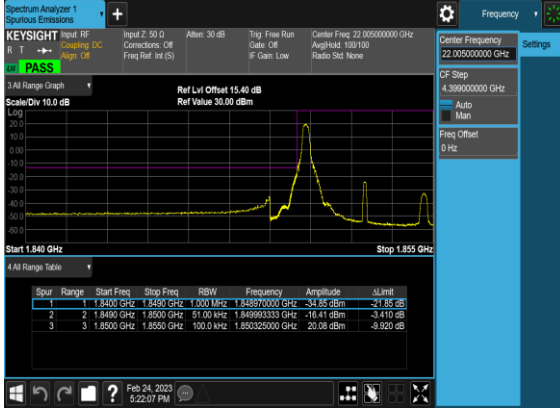 Spectrum Analyzer 1
Spurious Emissions
+
Frequency
KEYSIGHT
R T
LXI
PASS
Input: RF
Coupling: DC
Align: Off
Input Z: 50 Ω
Corrections: Off
Freq Ref: Int (S)
Atten: 30 dB
Trig: Free Run
Gate: Off
IF Gain: Low
Center Freq: 22.005000000 GHz
Avg|Hold: 100/100
Radio Std: None
3 All Range Graph
Scale/Div 10.0 dB
Ref Lvl Offset 15.40 dB
Ref Value 30.00 dBm
Log
20.0
10.0
0.00
-10.0
-20.0
-30.0
-40.0
-50.0
-60.0
Start 1.840 GHz
Stop 1.855 GHz
4 All Range Table
Spur Range Start Freq Stop Freq RBW Frequency Amplitude ΔLimit
1 1 1.8400 GHz 1.8490 GHz 1.000 MHz 1.848970000 GHz -34.85 dBm -21.85 dB
2 2 1.8490 GHz 1.8500 GHz 51.00 kHz 1.849993333 GHz -16.41 dBm -3.410 dB
3 3 1.8500 GHz 1.8550 GHz 100.0 kHz 1.850325000 GHz 20.08 dBm -9.920 dB
Center Frequency
22.005000000 GHz
Settings
CF Step
4.399000000 GHz
Auto
Man
Freq Offset
0 Hz
?
Feb 24, 2023
5:22:07 PM